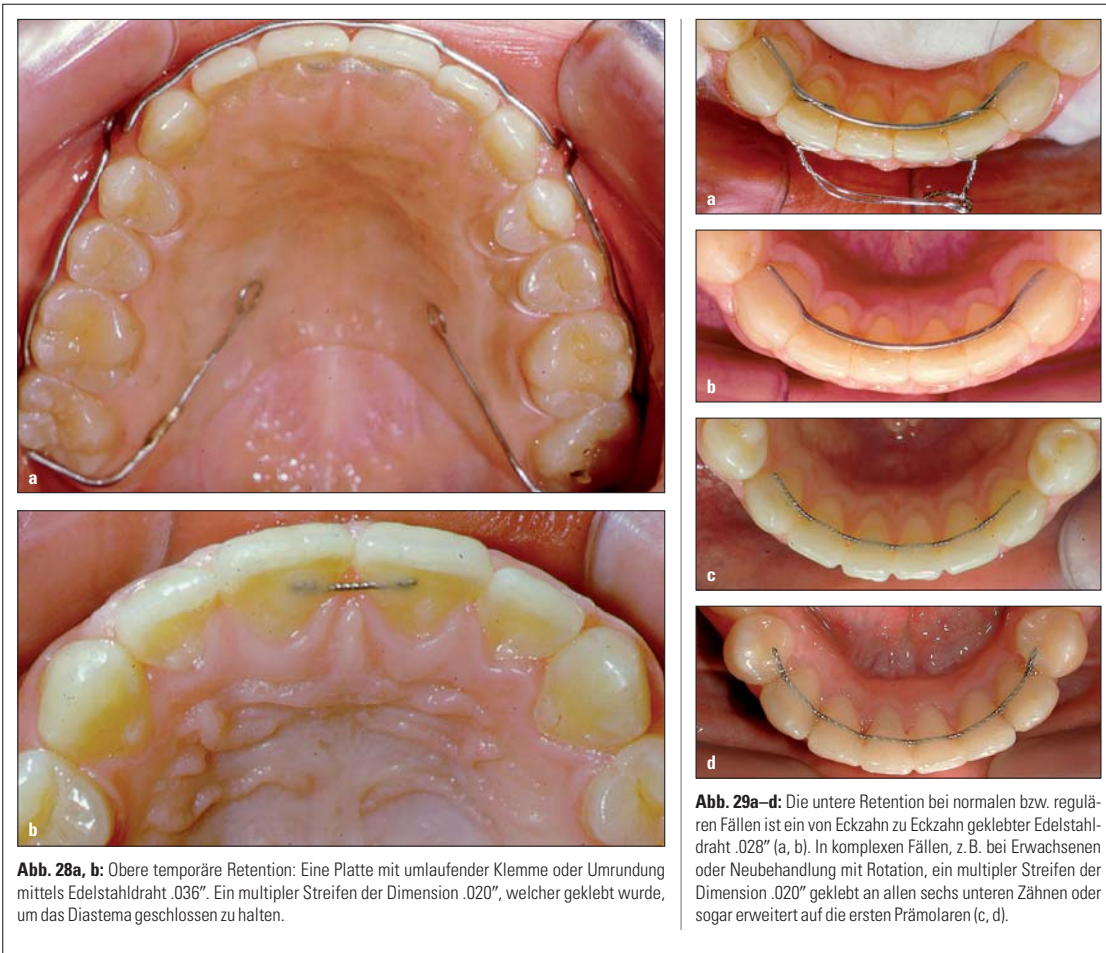 a
b
Abb. 28a, b: Obere temporäre Retention: Eine Platte mit umlaufender Klemme oder Umrundung
mittels Edelstahldraht .036″. Ein multipler Streifen der Dimension .020″, welcher geklebt wurde,
um das Diastema geschlossen zu halten.
a
b
c
d
Abb. 29a–d: Die untere Retention bei normalen bzw. regulä-
ren Fällen ist ein von Eckzahn zu Eckzahn geklebter Edelstahl-
draht .028″ (a, b). In komplexen Fällen, z.B. bei Erwachsenen
oder Neubehandlung mit Rotation, ein multipler Streifen der
Dimension .020″ geklebt an allen sechs unteren Zähnen oder
sogar erweitert auf die ersten Prämolaren (c, d).